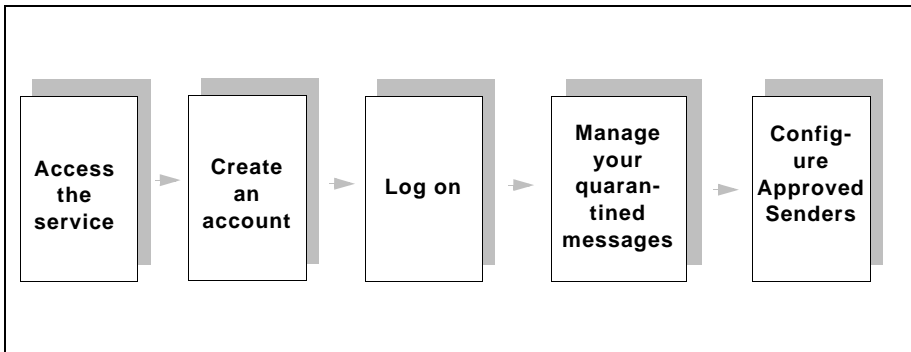 Access
the
service
Create
an
account
Log on
Manage
your
quaran-
tined
messages
Config-
ure
Approved
Senders